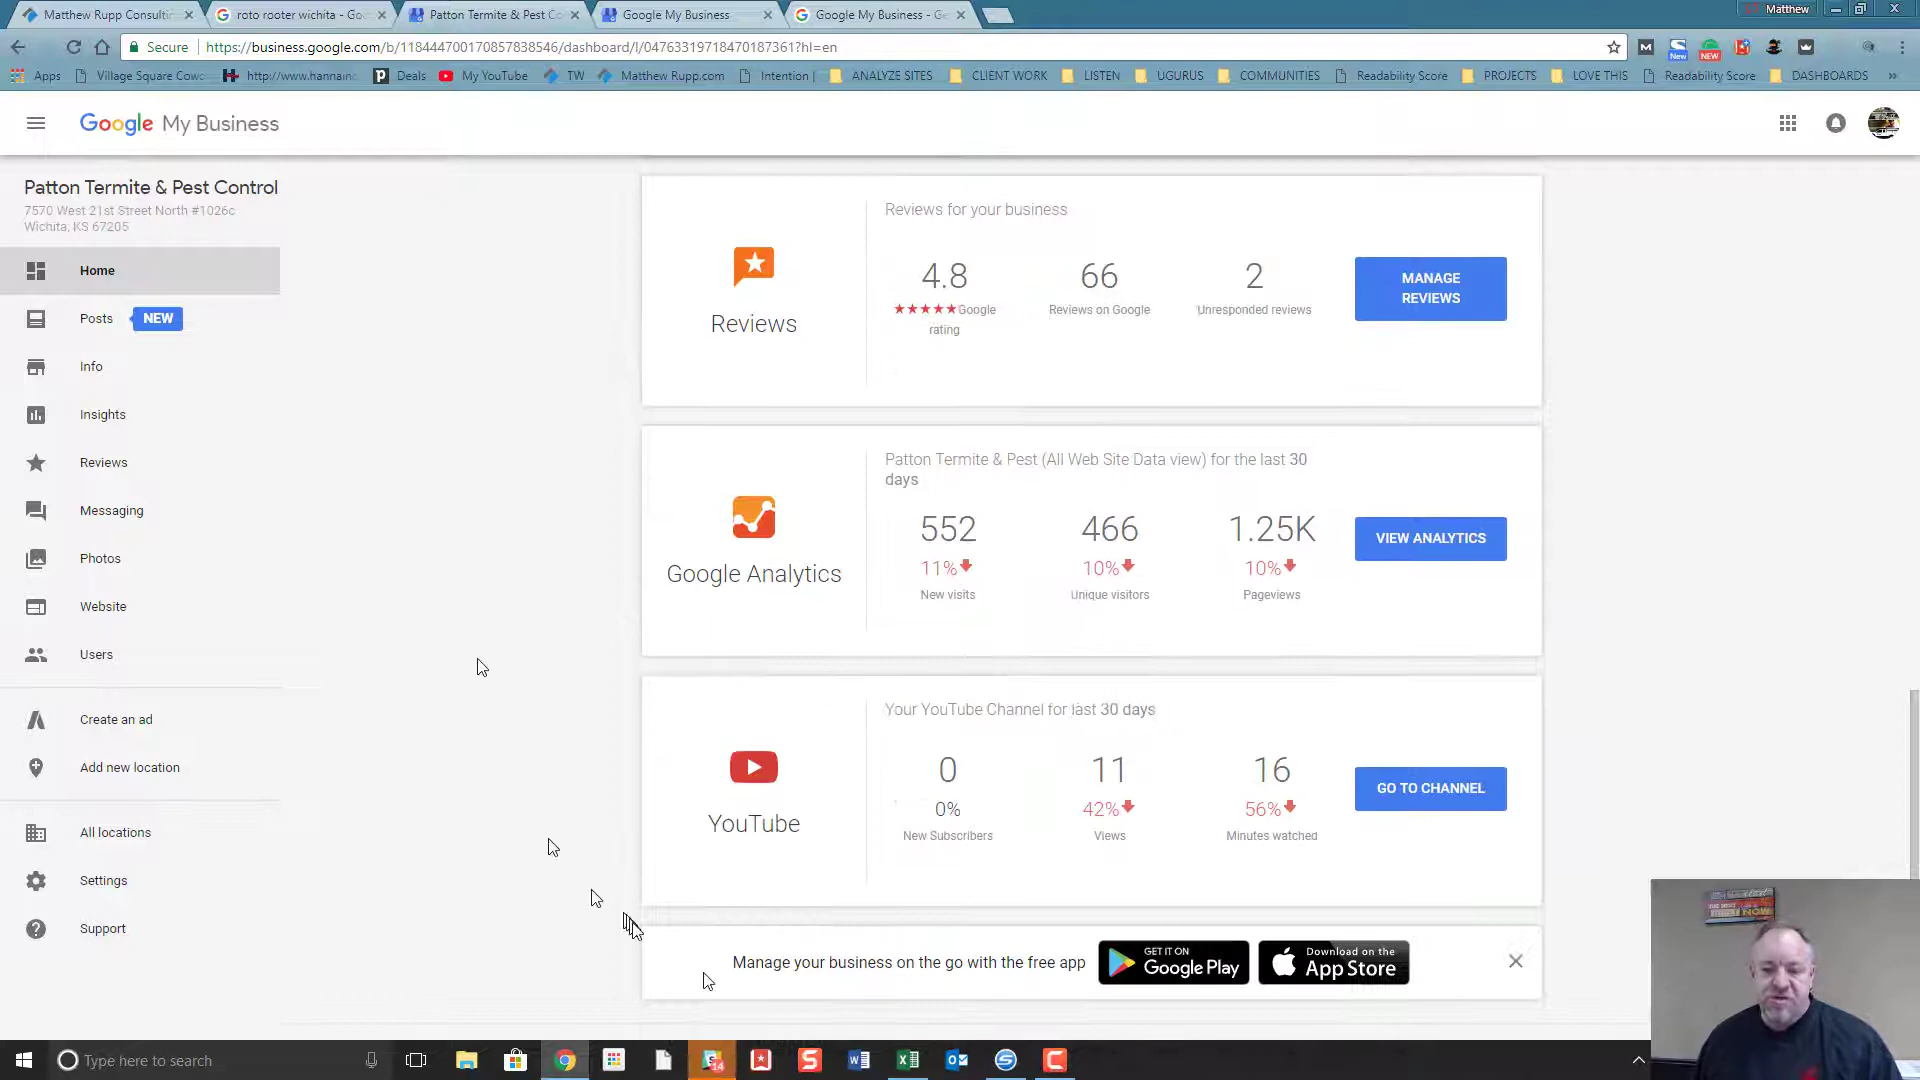 Matthew Rupp Consulti
roto rooter wichita - Go
Patton Termite & Pest Co
Google My Business
Google My Business - Ge
Matthew
Secure
https://business.google.com/b/118444700170857838546/dashboard/l/04763319718470187361?hl=en
New
NEW
Apps
Village Square Cow
http://www.hannainc
Deals
My YouTube
TW
Matthew Rupp.com
Intention |
ANALYZE SITES
CLIENT WORK
LISTEN
UGURUS
COMMUNITIES
Readability Score
PROJECTS
LOVE THIS
Readability Score
DASHBOARDS
Google My Business
Patton Termite & Pest Control
7570 West 21st Street North #1026c
Wichita, KS 67205
Home
Posts NEW
Info
Insights
Reviews
Messaging
Photos
Website
Users
Create an ad
Add new location
All locations
Settings
Support
Reviews
Reviews for your business
4.8
★★★★★Google
rating
66
Reviews on Google
2
Unresponded reviews
MANAGE
REVIEWS
Google Analytics
Patton Termite & Pest (All Web Site Data view) for the last 30
days
552
11%
New visits
466
10%
Unique visitors
1.25K
10%
Pageviews
VIEW ANALYTICS
YouTube
Your YouTube Channel for last 30 days
0
0%
New Subscribers
11
42%
Views
16
56%
Minutes watched
GO TO CHANNEL
Manage your business on the go with the free app
GET IT ON
Google Play
Download on the
App Store
NOW
Type here to search
14